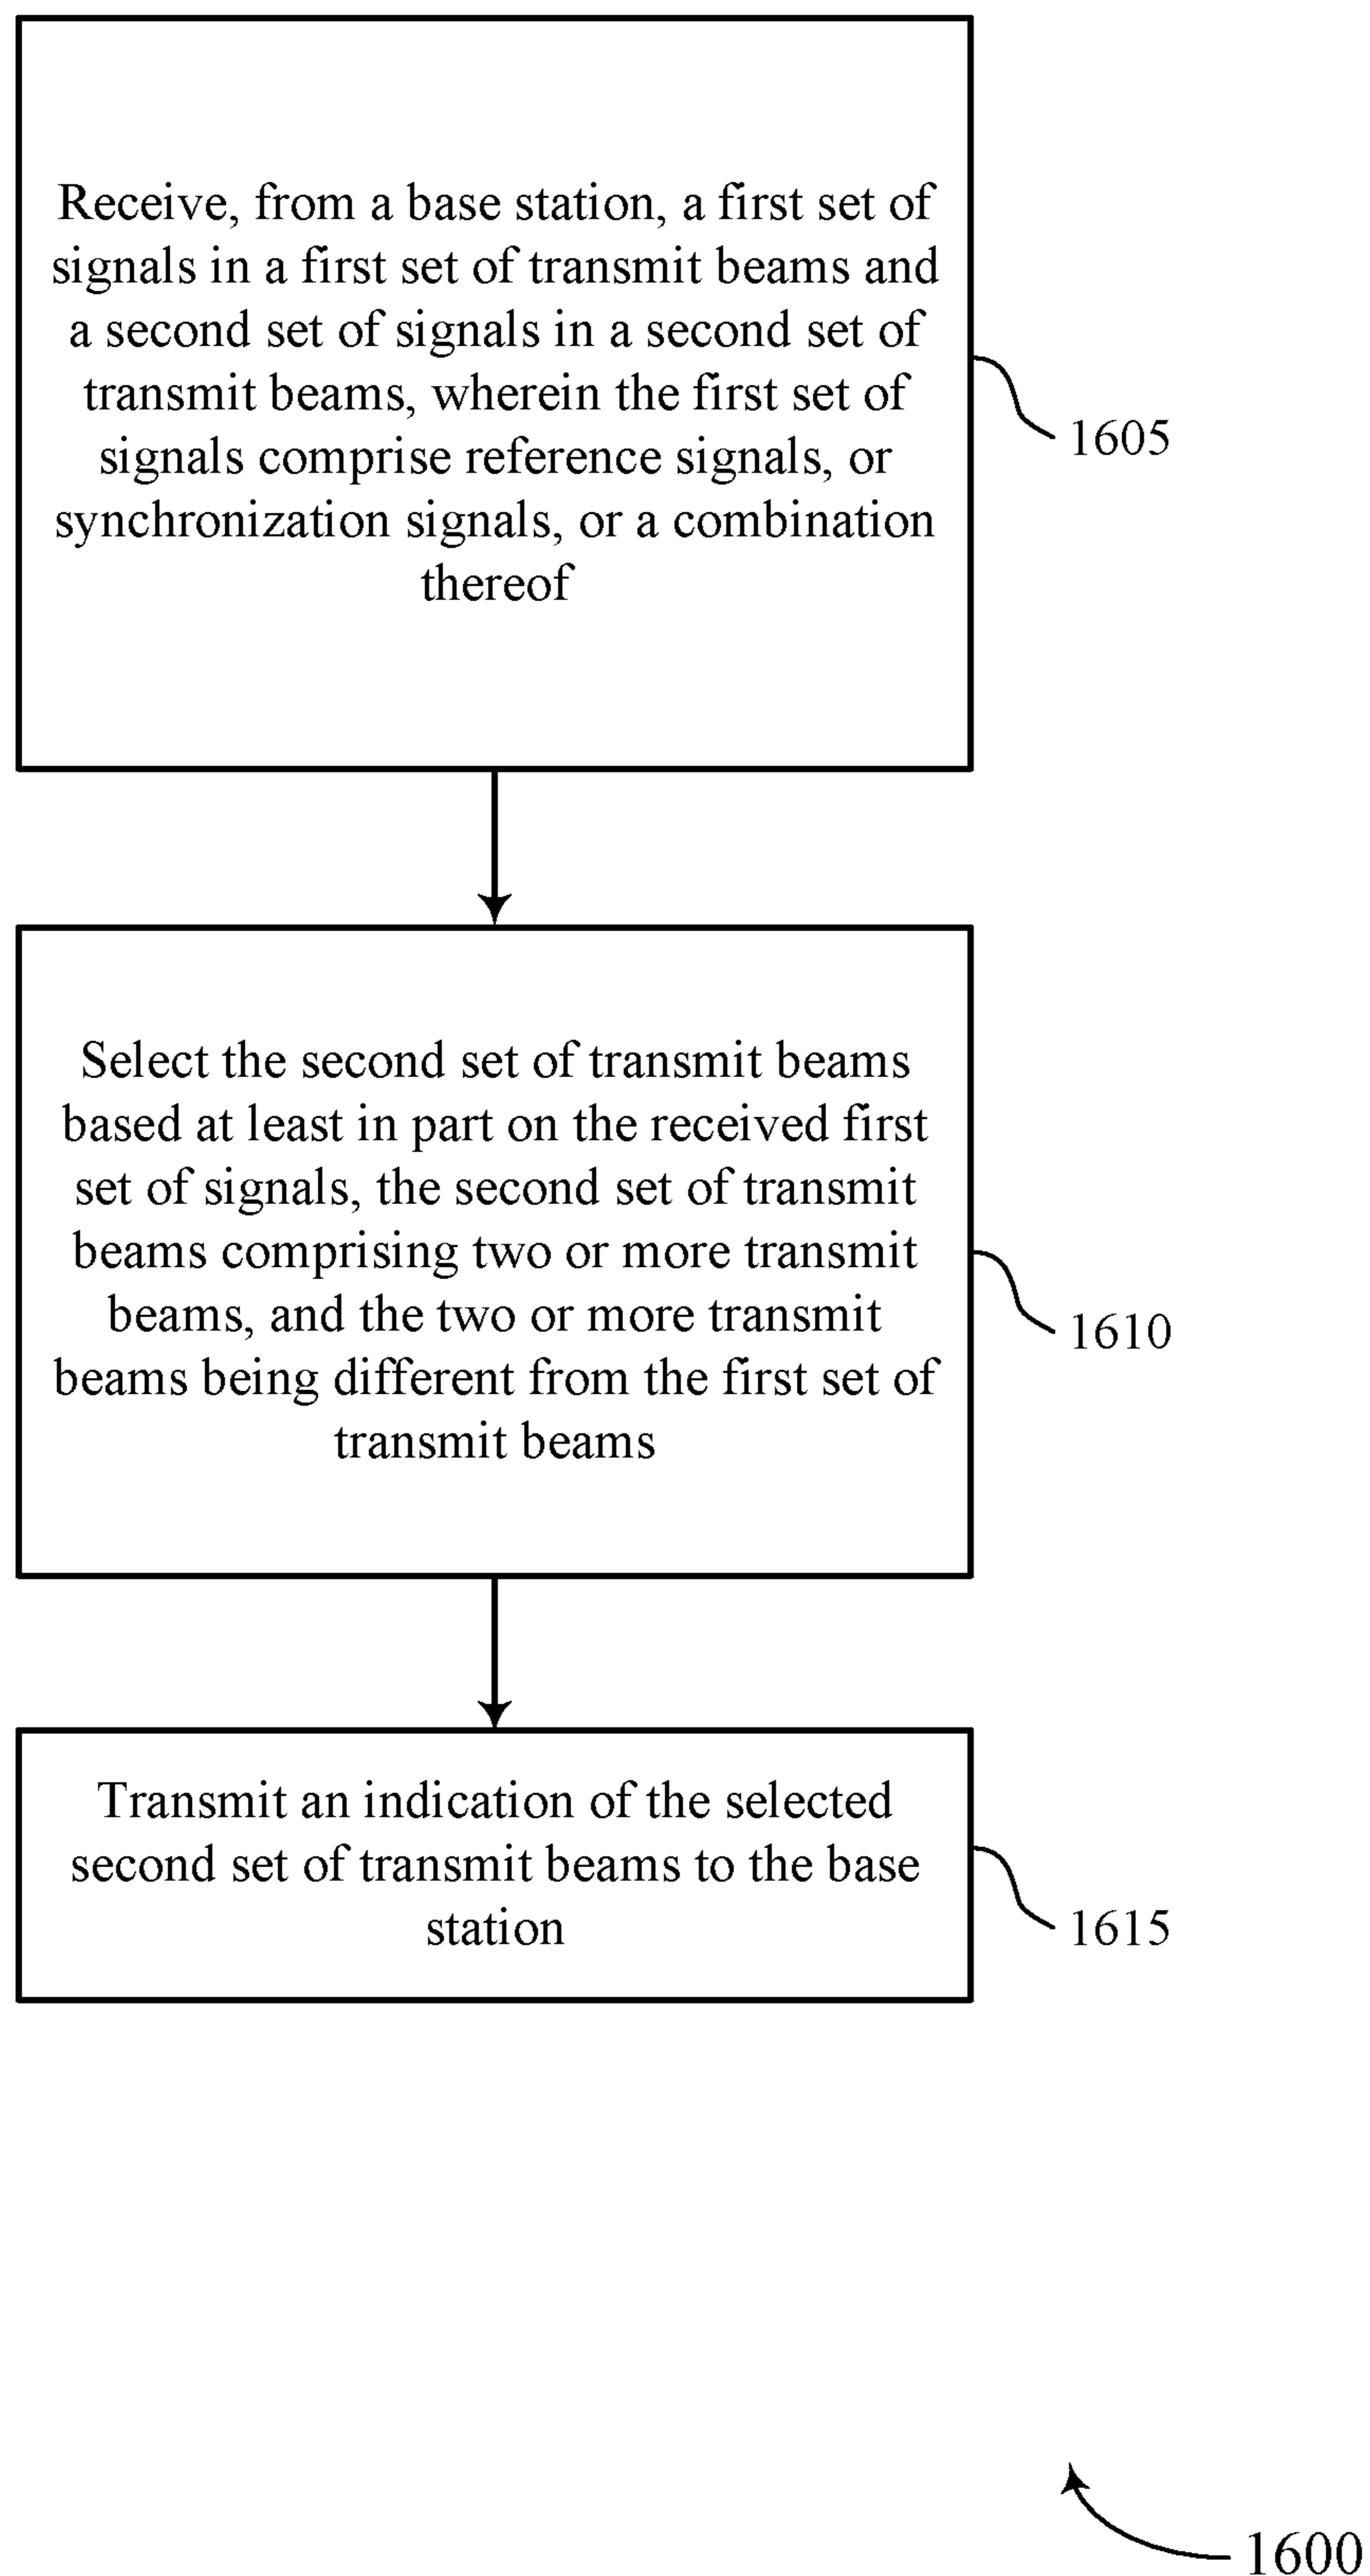 Receive, from a base station, a first set of
signals in a first set of transmit beams and
a second set of signals in a second set of
transmit beams, wherein the first set of
signals comprise reference signals, or
synchronization signals, or a combination
thereof
1605
Select the second set of transmit beams
based at least in part on the received first
set of signals, the second set of transmit
beams comprising two or more transmit
beams, and the two or more transmit
beams being different from the first set of
transmit beams
1610
Transmit an indication of the selected
second set of transmit beams to the base
station
1615
1600